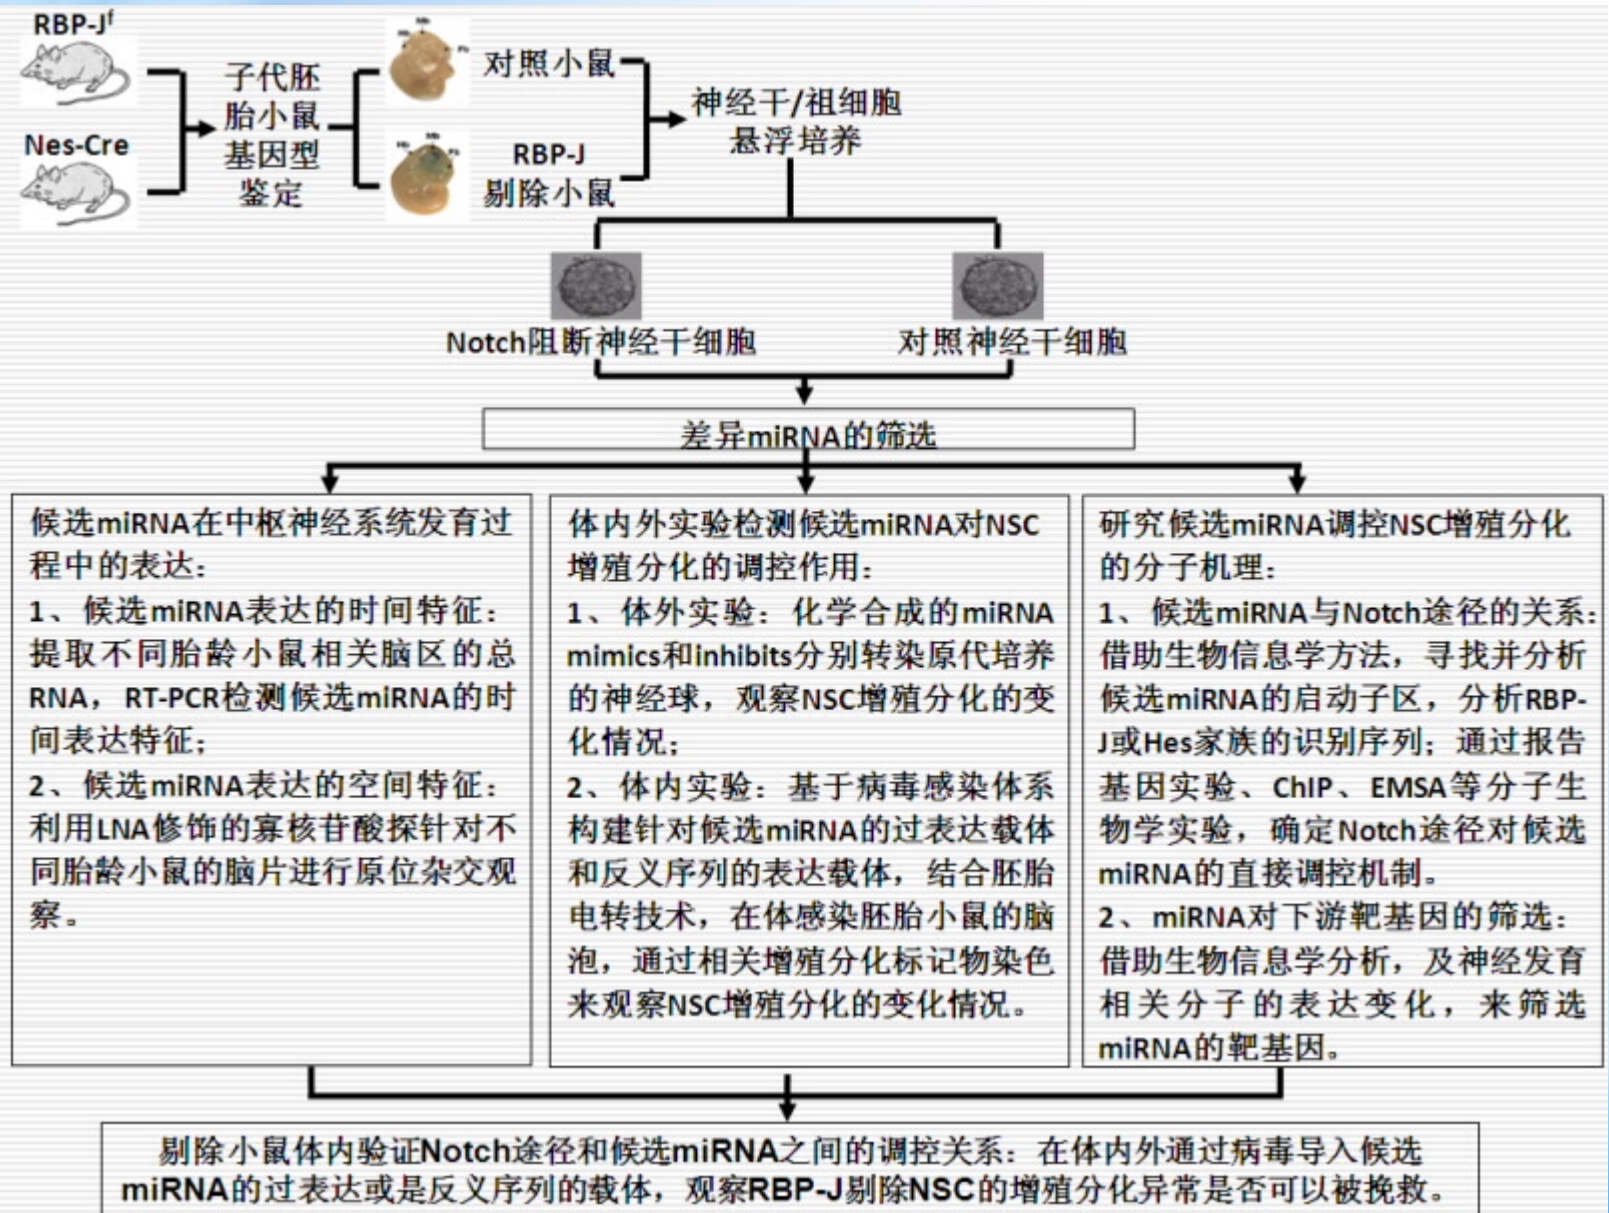 RBP-Jᶠ
Nes-Cre
子代胚
胎小鼠
基因型
鉴定
对照小鼠
RBP-J
剔除小鼠
神经干/祖细胞
悬浮培养
Notch阻断神经干细胞
对照神经干细胞
差异miRNA的筛选
候选miRNA在中枢神经系统发育过
程中的表达：
1、候选miRNA表达的时间特征：
提取不同胎龄小鼠相关脑区的总
RNA，RT-PCR检测候选miRNA的时
间表达特征；
2、候选miRNA表达的空间特征：
利用LNA修饰的寡核苷酸探针对不
同胎龄小鼠的脑片进行原位杂交观
察。
体内外实验检测候选miRNA对NSC
增殖分化的调控作用：
1、体外实验：化学合成的miRNA
mimics和inhibits分别转染原代培养
的神经球，观察NSC增殖分化的变
化情况；
2、体内实验：基于病毒感染体系
构建针对候选miRNA的过表达载体
和反义序列的表达载体，结合胚胎
电转技术，在体感染胚胎小鼠的脑
泡，通过相关增殖分化标记物染色
来观察NSC增殖分化的变化情况。
研究候选miRNA调控NSC增殖分化
的分子机理：
1、候选miRNA与Notch途径的关系：
借助生物信息学方法，寻找并分析
候选miRNA的启动子区，分析RBP-
J或Hes家族的识别序列；通过报告
基因实验、ChIP、EMSA等分子生
物学实验，确定Notch途径对候选
miRNA的直接调控机制。
2、miRNA对下游靶基因的筛选：
借助生物信息学分析，及神经发育
相关分子的表达变化，来筛选
miRNA的靶基因。
剔除小鼠体内验证Notch途径和候选miRNA之间的调控关系：在体内外通过病毒导入候选
miRNA的过表达或是反义序列的载体，观察RBP-J剔除NSC的增殖分化异常是否可以被挽救。